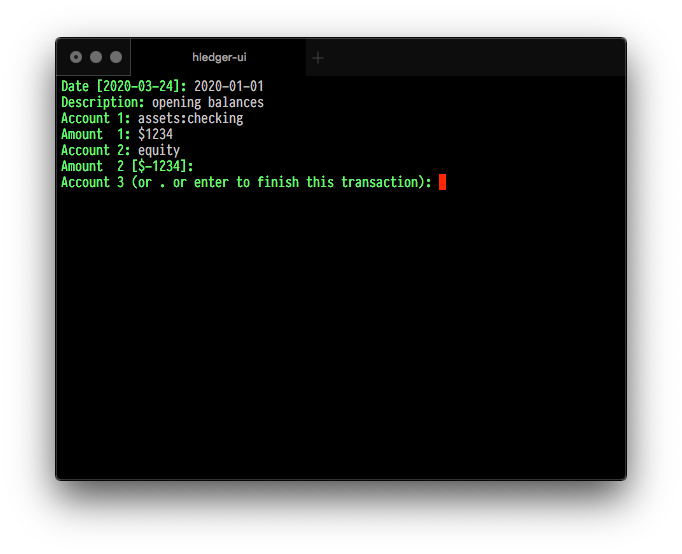 hledger-ui
Date [2020-03-24]: 2020-01-01
Description: opening balances
Account 1: assets:checking
Amount  1: $1234
Account 2: equity
Amount  2 [$-1234]:
Account 3 (or . or enter to finish this transaction):